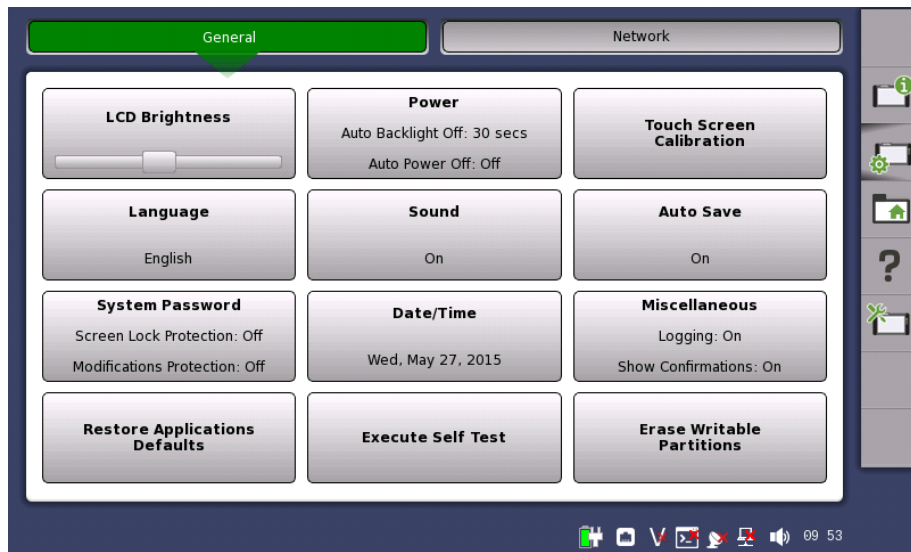 General
Network
LCD Brightness
Power
Auto Backlight Off: 30 secs
Auto Power Off: Off
Touch Screen
Calibration
Language
English
Sound
On
Auto Save
On
System Password
Screen Lock Protection: Off
Modifications Protection: Off
Date/Time
Wed, May 27, 2015
Miscellaneous
Logging: On
Show Confirmations: On
Restore Applications
Defaults
Execute Self Test
Erase Writable
Partitions
09 53